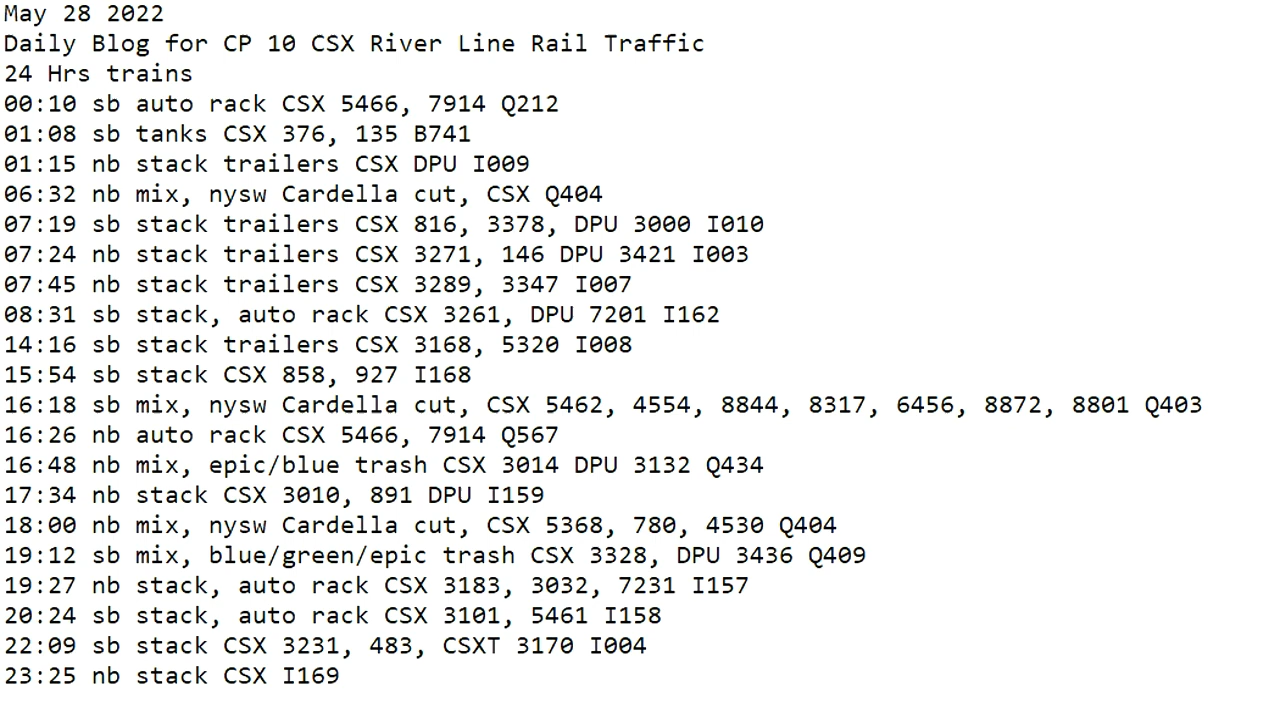 May 28 2022
Daily Blog for CP 10 CSX River Line Rail Traffic
24 Hrs trains
00:10 sb auto rack CSX 5466, 7914 Q212
01:08 sb tanks CSX 376, 135 B741
01:15 nb stack trailers CSX DPU I009
06:32 nb mix, nysw Cardella cut, CSX Q404
07:19 sb stack trailers CSX 816, 3378, DPU 3000 I010
07:24 nb stack trailers CSX 3271, 146 DPU 3421 I003
07:45 nb stack trailers CSX 3289, 3347 I007
08:31 sb stack, auto rack CSX 3261, DPU 7201 I162
14:16 sb stack trailers CSX 3168, 5320 I008
15:54 sb stack CSX 858, 927 I168
16:18 sb mix, nysw Cardella cut, CSX 5462, 4554, 8844, 8317, 6456, 8872, 8801 Q403
16:26 nb auto rack CSX 5466, 7914 Q567
16:48 nb mix, epic/blue trash CSX 3014 DPU 3132 Q434
17:34 nb stack CSX 3010, 891 DPU I159
18:00 nb mix, nysw Cardella cut, CSX 5368, 780, 4530 Q404
19:12 sb mix, blue/green/epic trash CSX 3328, DPU 3436 Q409
19:27 nb stack, auto rack CSX 3183, 3032, 7231 I157
20:24 sb stack, auto rack CSX 3101, 5461 I158
22:09 sb stack CSX 3231, 483, CSXT 3170 I004
23:25 nb stack CSX I169